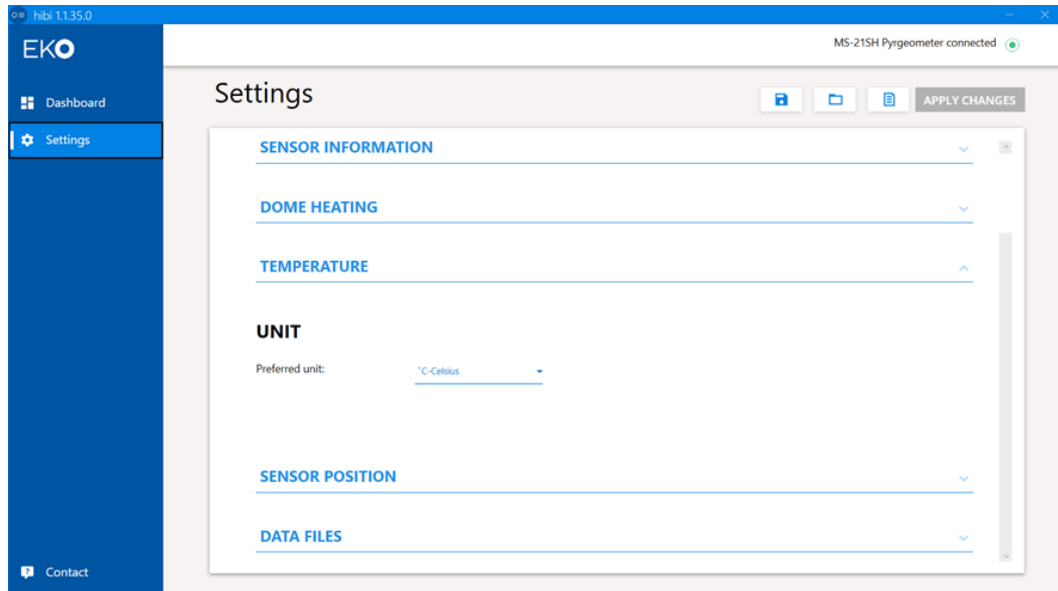 hibi 1.1.35.0
EKO
MS-21SH Pyrgeometer connected
Dashboard
Settings
Settings
APPLY CHANGES
SENSOR INFORMATION
DOME HEATING
TEMPERATURE
UNIT
Preferred unit:
°C-Celsius
SENSOR POSITION
DATA FILES
Contact